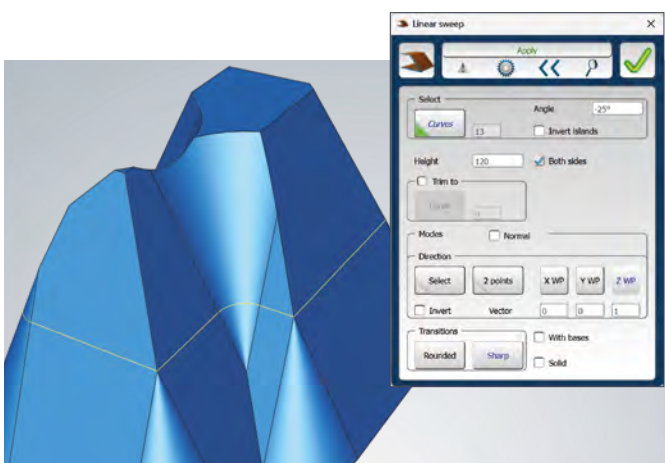 Linear sweep
Apply
Select
Angle -25°
Curves 13 Invert islands
Height 120 Both sides
Trim to
Curve
Modes Normal
Direction
Select 2 points X WP Y WP Z WP
Invert Vector 0 0 1
Transitions
With bases
Rounded Sharp
Solid